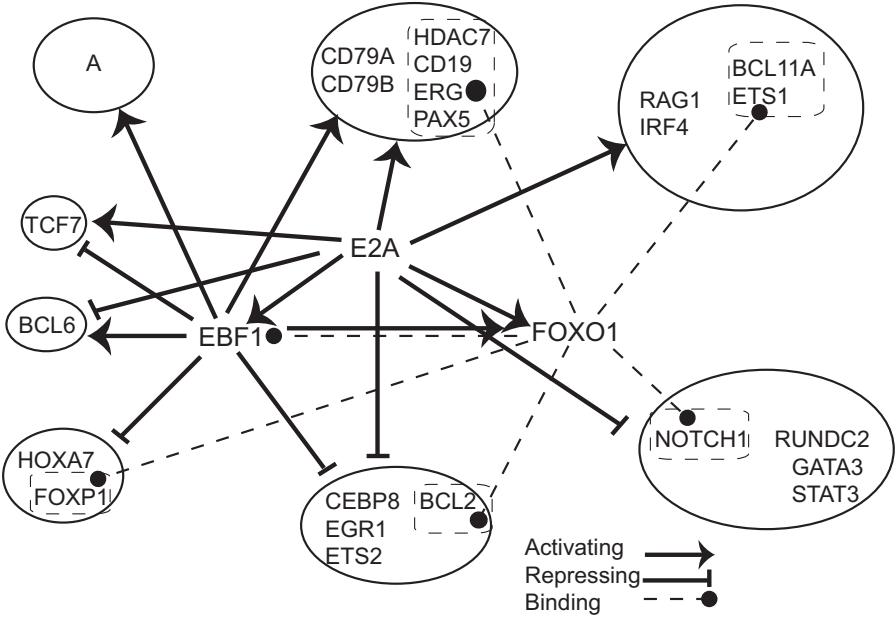 A
CD79A
CD79B
HDAC7
CD19
ERG
PAX5
RAG1
IRF4
BCL11A
ETS1
TCF7
E2A
BCL6
EBF1
FOXO1
HOXA7
FOXP1
CEBP8
EGR1
ETS2
BCL2
NOTCH1
RUNDC2
GATA3
STAT3
Activating
Repressing
Binding